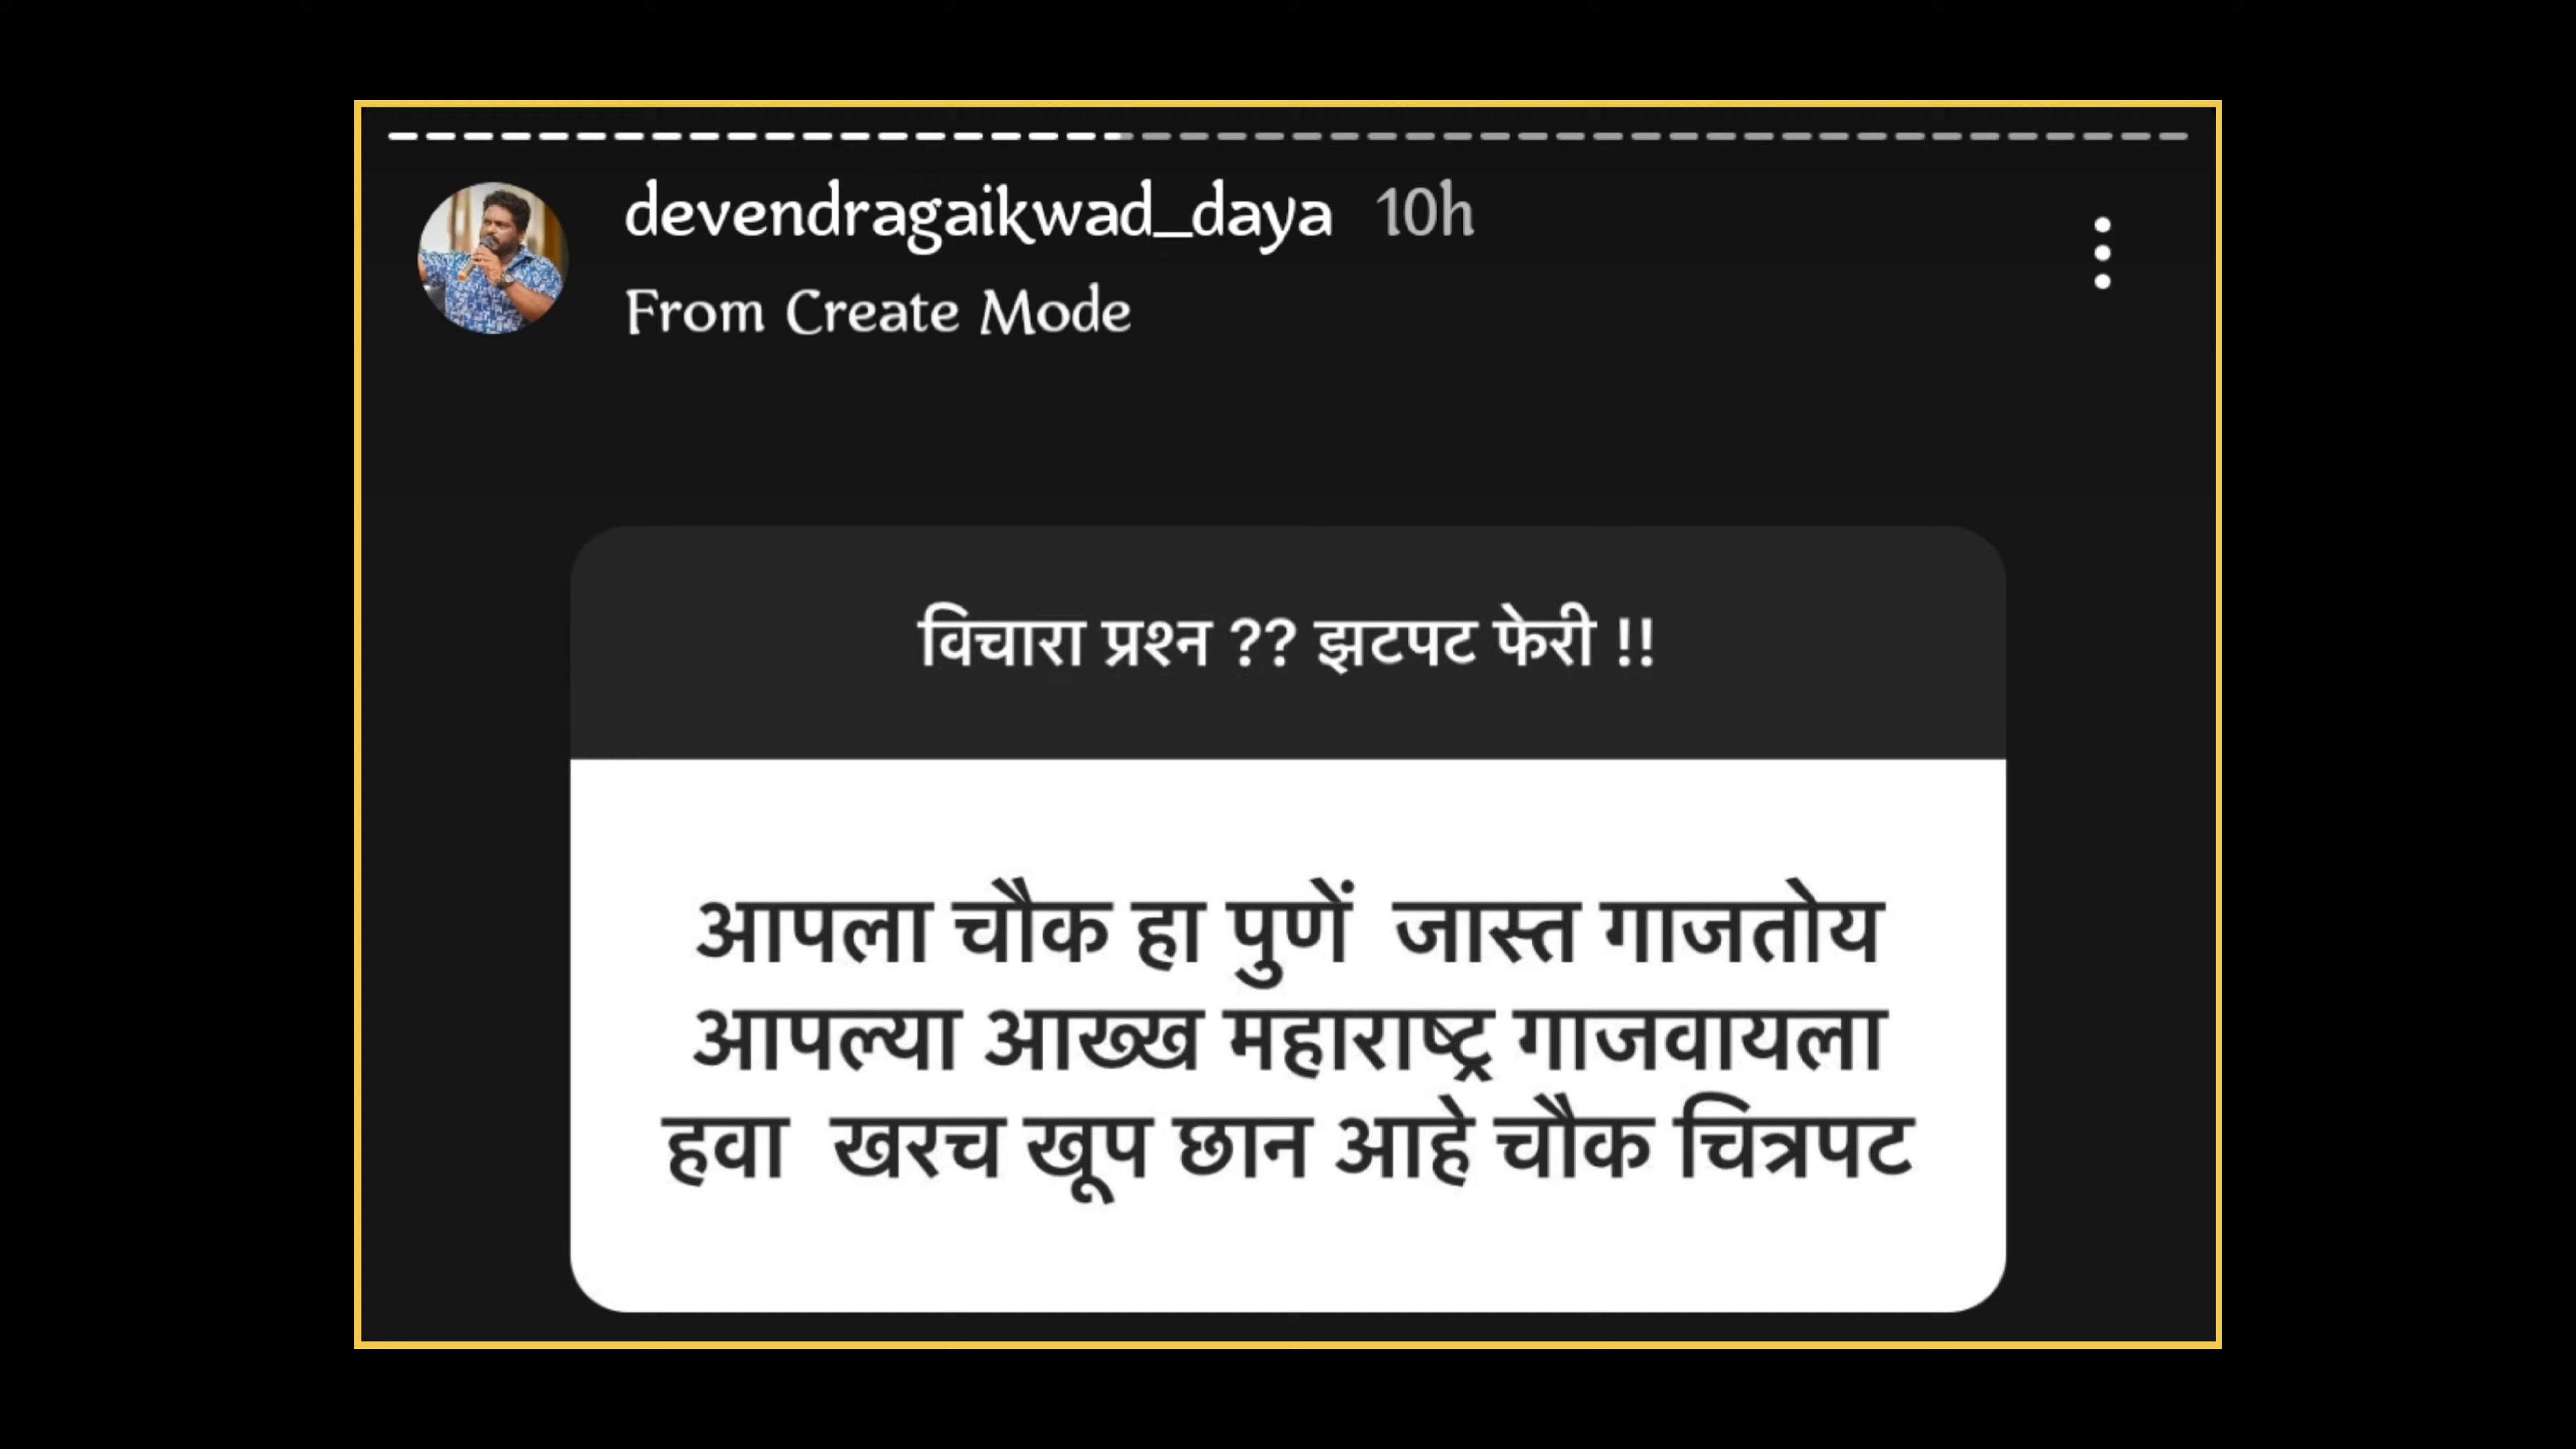 devendragaikwad_daya 10h
From Create Mode
विचारा प्रश्न ?? झटपट फेरी !!
आपला चौक हा पुणें जास्त गाजतोय
आपल्या आख्ख महाराष्ट्र गाजवायला
हवा खरच खूप छान आहे चौक चित्रपट